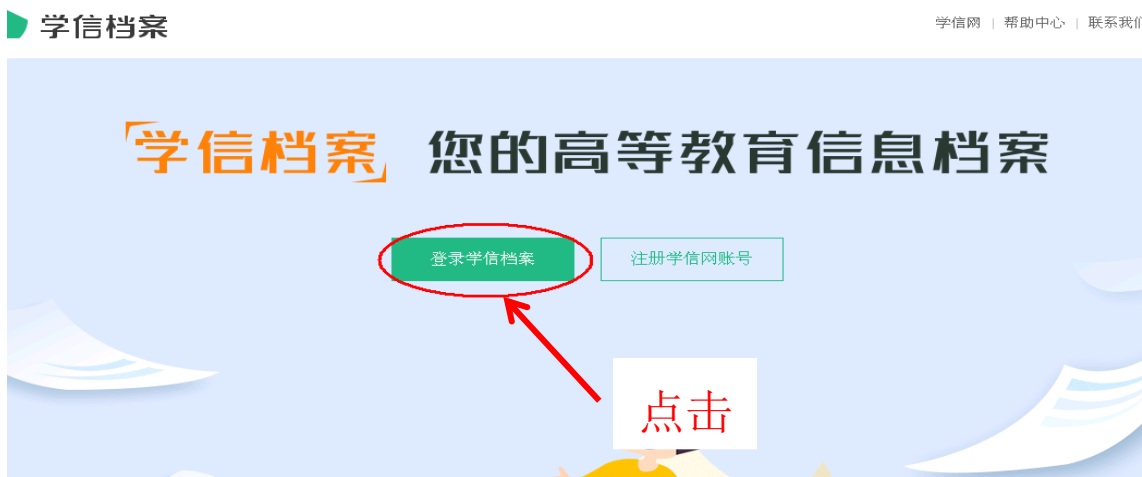 学信档案
学信网 | 帮助中心 | 联系我们
学信档案 您的高等教育信息档案
登录学信档案 注册学信网账号
点击